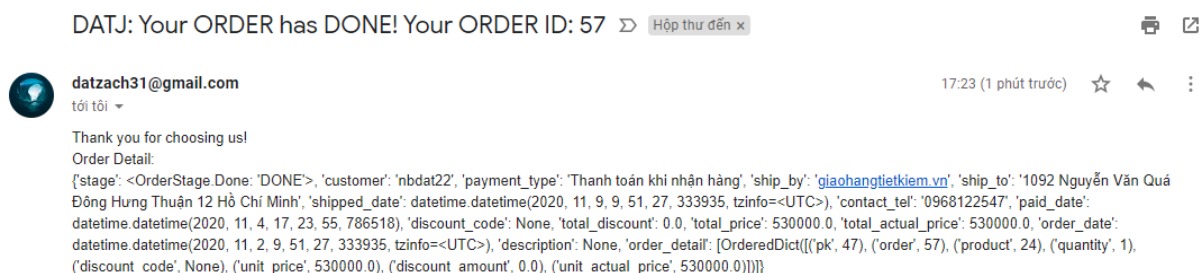 DATJ: Your ORDER has DONE! Your ORDER ID: 57 Hộp thư đến ×
datzach31@gmail.com 17:23 (1 phút trước)
tới tôi
Thank you for choosing us!
Order Detail:
{'stage': <OrderStage.Done: 'DONE'>, 'customer': 'nbdat22', 'payment_type': 'Thanh toán khi nhận hàng', 'ship_by': 'giaohangtietkiem.vn', 'ship_to': '1092 Nguyễn Văn Quá
Đông Hưng Thuận 12 Hồ Chí Minh', 'shipped_date': datetime.datetime(2020, 11, 9, 9, 51, 27, 333935, tzinfo=<UTC>), 'contact_tel': '0968122547', 'paid_date':
datetime.datetime(2020, 11, 4, 17, 23, 55, 786518), 'discount_code': None, 'total_discount': 0.0, 'total_price': 530000.0, 'total_actual_price': 530000.0, 'order_date':
datetime.datetime(2020, 11, 2, 9, 51, 27, 333935, tzinfo=<UTC>), 'description': None, 'order_detail': [OrderedDict([('pk', 47), ('order', 57), ('product', 24), ('quantity', 1),
('discount_code', None), ('unit_price', 530000.0), ('discount_amount', 0.0), ('unit_actual_price', 530000.0)])]}